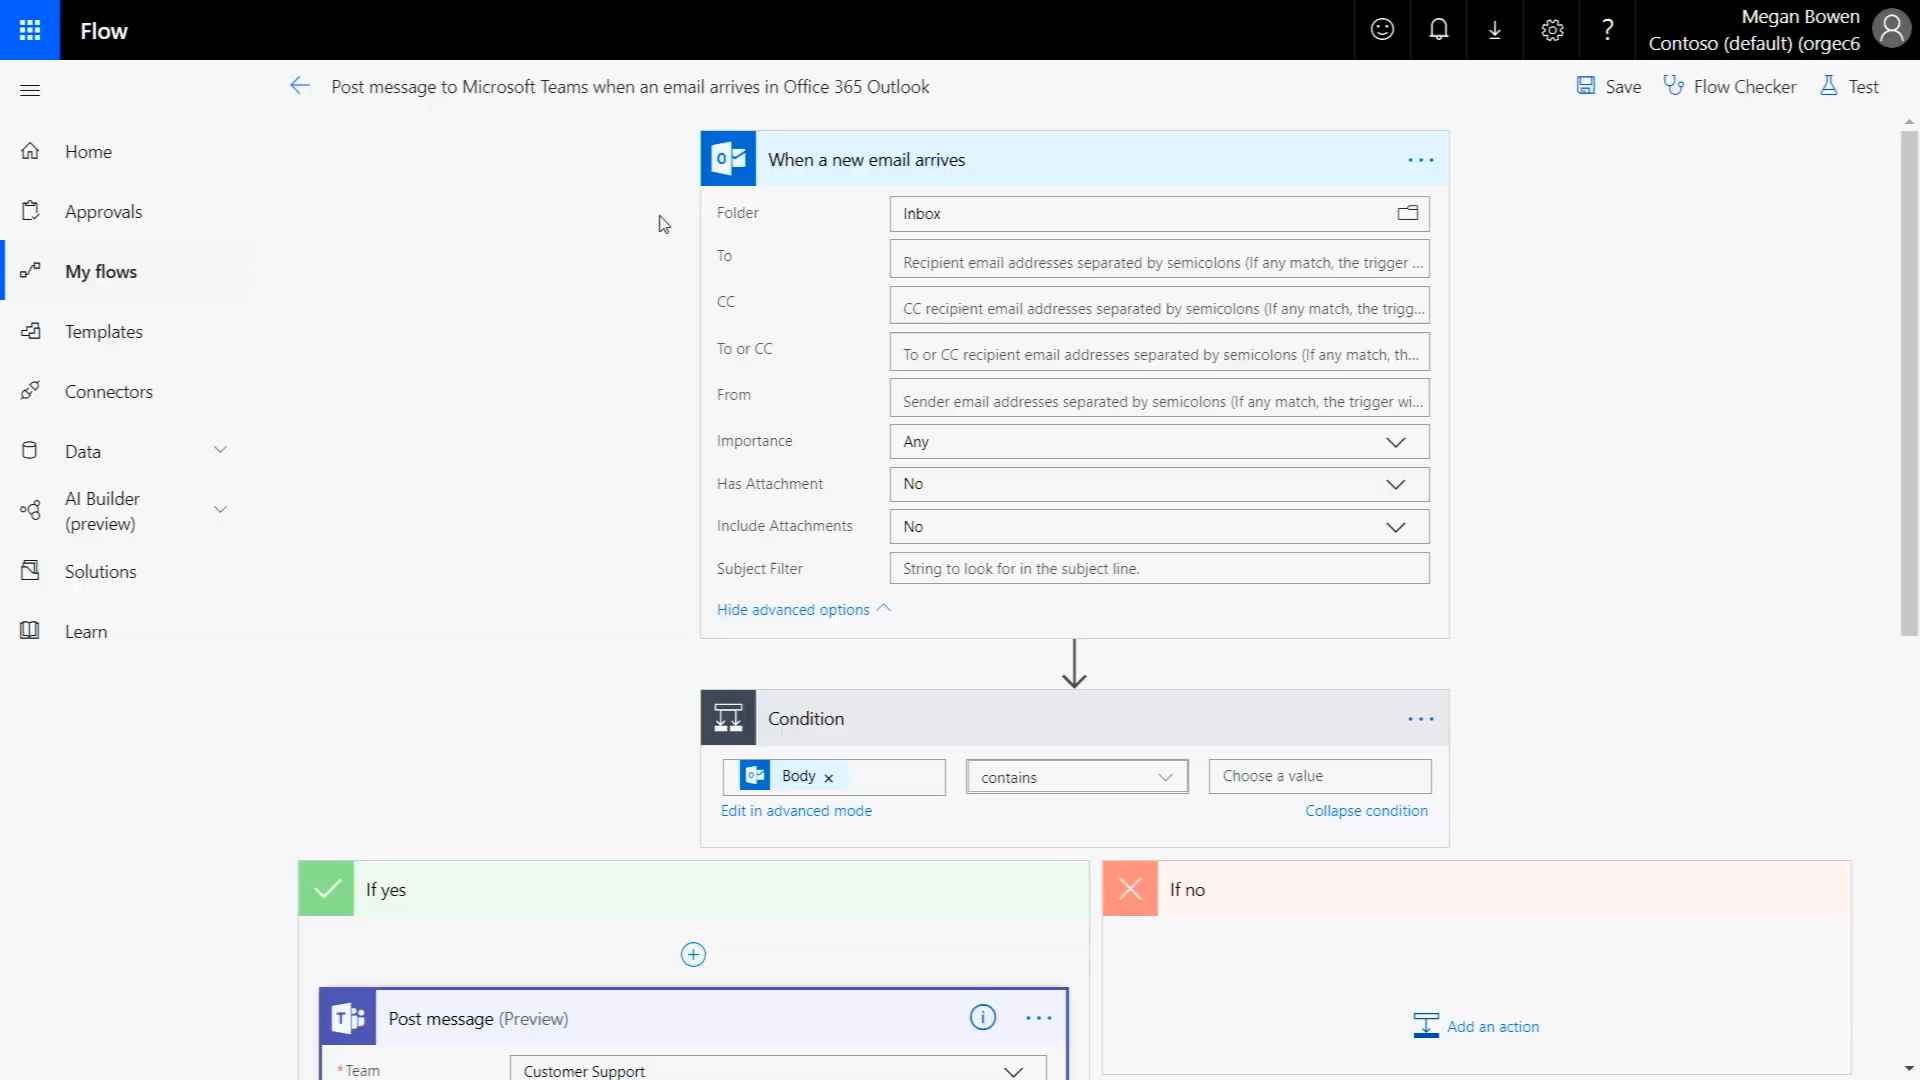 Flow
Megan Bowen
Contoso (default) (orgec6
Post message to Microsoft Teams when an email arrives in Office 365 Outlook
Save
Flow Checker
Test
Home
Approvals
My flows
Templates
Connectors
Data
AI Builder
(preview)
Solutions
Learn
When a new email arrives
Folder
Inbox
To
Recipient email addresses separated by semicolons (If any match, the trigger ...
CC
CC recipient email addresses separated by semicolons (If any match, the trigg...
To or CC
To or CC recipient email addresses separated by semicolons (If any match, th...
From
Sender email addresses separated by semicolons (If any match, the trigger wi...
Importance
Any
Has Attachment
No
Include Attachments
No
Subject Filter
String to look for in the subject line.
Hide advanced options
Condition
Body
contains
Choose a value
Edit in advanced mode
Collapse condition
If yes
If no
Post message (Preview)
Add an action
*Team
Customer Support